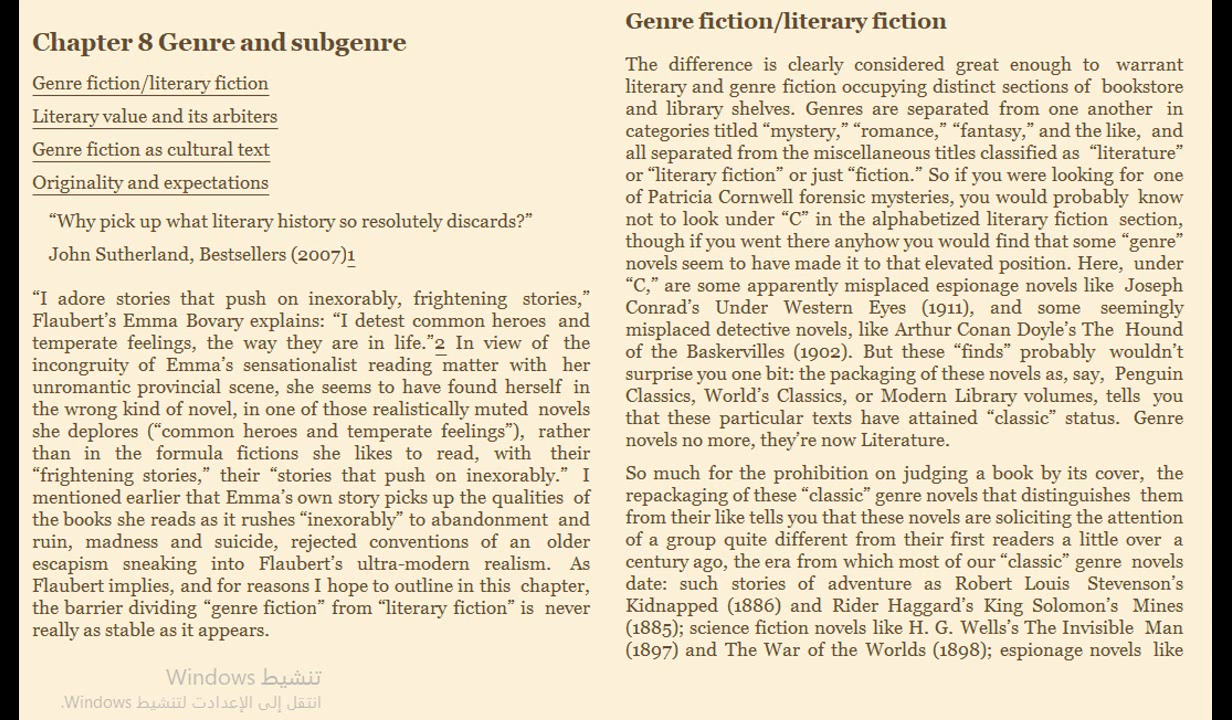 Chapter 8 Genre and subgenre
Genre fiction/literary fiction
Literary value and its arbiters
Genre fiction as cultural text
Originality and expectations
“Why pick up what literary history so resolutely discards?”
John Sutherland, Bestsellers (2007)1
“I adore stories that push on inexorably, frightening stories,”
Flaubert’s Emma Bovary explains: “I detest common heroes and
temperate feelings, the way they are in life.”2 In view of the
incongruity of Emma’s sensationalist reading matter with her
unromantic provincial scene, she seems to have found herself in
the wrong kind of novel, in one of those realistically muted novels
she deplores (“common heroes and temperate feelings”), rather
than in the formula fictions she likes to read, with their
“frightening stories,” their “stories that push on inexorably.” I
mentioned earlier that Emma’s own story picks up the qualities of
the books she reads as it rushes “inexorably” to abandonment and
ruin, madness and suicide, rejected conventions of an older
escapism sneaking into Flaubert’s ultra-modern realism. As
Flaubert implies, and for reasons I hope to outline in this chapter,
the barrier dividing “genre fiction” from “literary fiction” is never
really as stable as it appears.
تنشيط Windows
انتقل إلى الإعدادت لتنشيط Windows.
Genre fiction/literary fiction
The difference is clearly considered great enough to warrant
literary and genre fiction occupying distinct sections of bookstore
and library shelves. Genres are separated from one another in
categories titled “mystery,” “romance,” “fantasy,” and the like, and
all separated from the miscellaneous titles classified as “literature”
or “literary fiction” or just “fiction.” So if you were looking for one
of Patricia Cornwell forensic mysteries, you would probably know
not to look under “C” in the alphabetized literary fiction section,
though if you went there anyhow you would find that some “genre”
novels seem to have made it to that elevated position. Here, under
“C,” are some apparently misplaced espionage novels like Joseph
Conrad’s Under Western Eyes (1911), and some seemingly
misplaced detective novels, like Arthur Conan Doyle’s The Hound
of the Baskervilles (1902). But these “finds” probably wouldn’t
surprise you one bit: the packaging of these novels as, say, Penguin
Classics, World’s Classics, or Modern Library volumes, tells you
that these particular texts have attained “classic” status. Genre
novels no more, they’re now Literature.
So much for the prohibition on judging a book by its cover, the
repackaging of these “classic” genre novels that distinguishes them
from their like tells you that these novels are soliciting the attention
of a group quite different from their first readers a little over a
century ago, the era from which most of our “classic” genre novels
date: such stories of adventure as Robert Louis Stevenson’s
Kidnapped (1886) and Rider Haggard’s King Solomon’s Mines
(1885); science fiction novels like H. G. Wells’s The Invisible Man
(1897) and The War of the Worlds (1898); espionage novels like